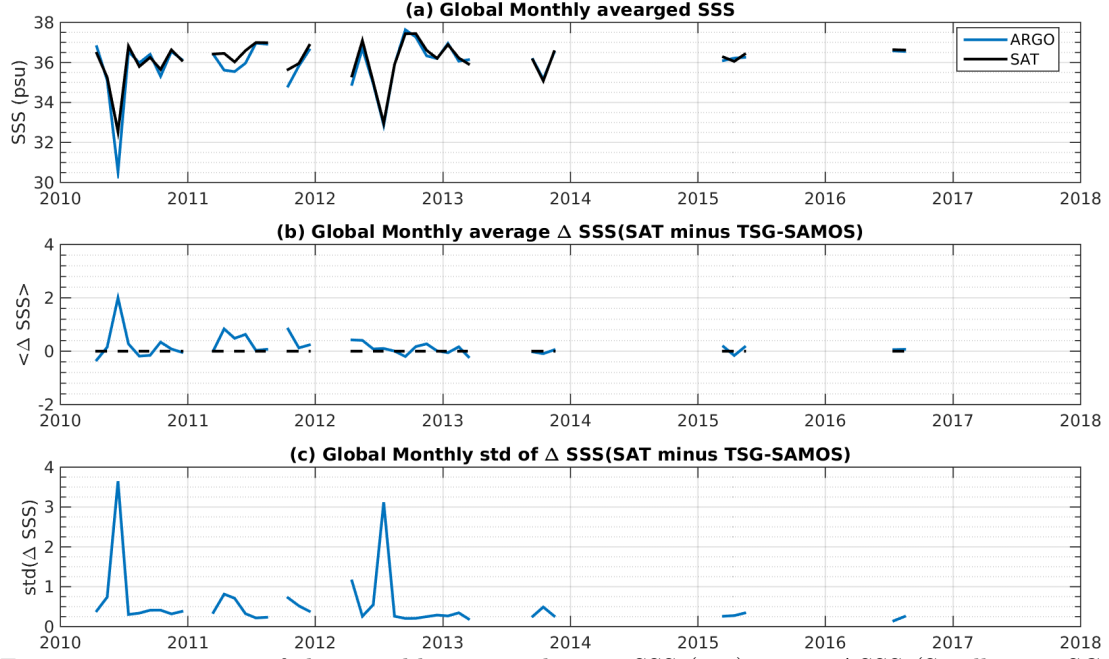 (a) Global Monthly avearged SSS
38
36
34
32
30
SSS (psu)
ARGO
SAT
2010 2011 2012 2013 2014 2015 2016 2017 2018
(b) Global Monthly average Δ SSS(SAT minus TSG-SAMOS)
4
2
0
-2
<Δ SSS>
2010 2011 2012 2013 2014 2015 2016 2017 2018
(c) Global Monthly std of Δ SSS(SAT minus TSG-SAMOS)
4
3
2
1
0
std(Δ SSS)
2010 2011 2012 2013 2014 2015 2016 2017 2018